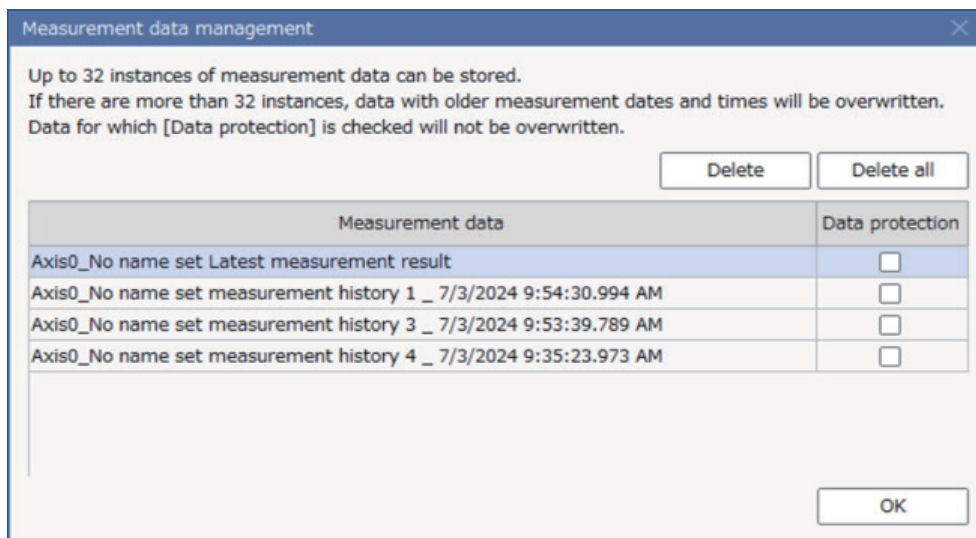 Measurement data management
Up to 32 instances of measurement data can be stored.
If there are more than 32 instances, data with older measurement dates and times will be overwritten.
Data for which [Data protection] is checked will not be overwritten.
Delete Delete all
Measurement data Data protection
Axis0_No name set Latest measurement result
Axis0_No name set measurement history 1 _ 7/3/2024 9:54:30.994 AM
Axis0_No name set measurement history 3 _ 7/3/2024 9:53:39.789 AM
Axis0_No name set measurement history 4 _ 7/3/2024 9:35:23.973 AM
OK